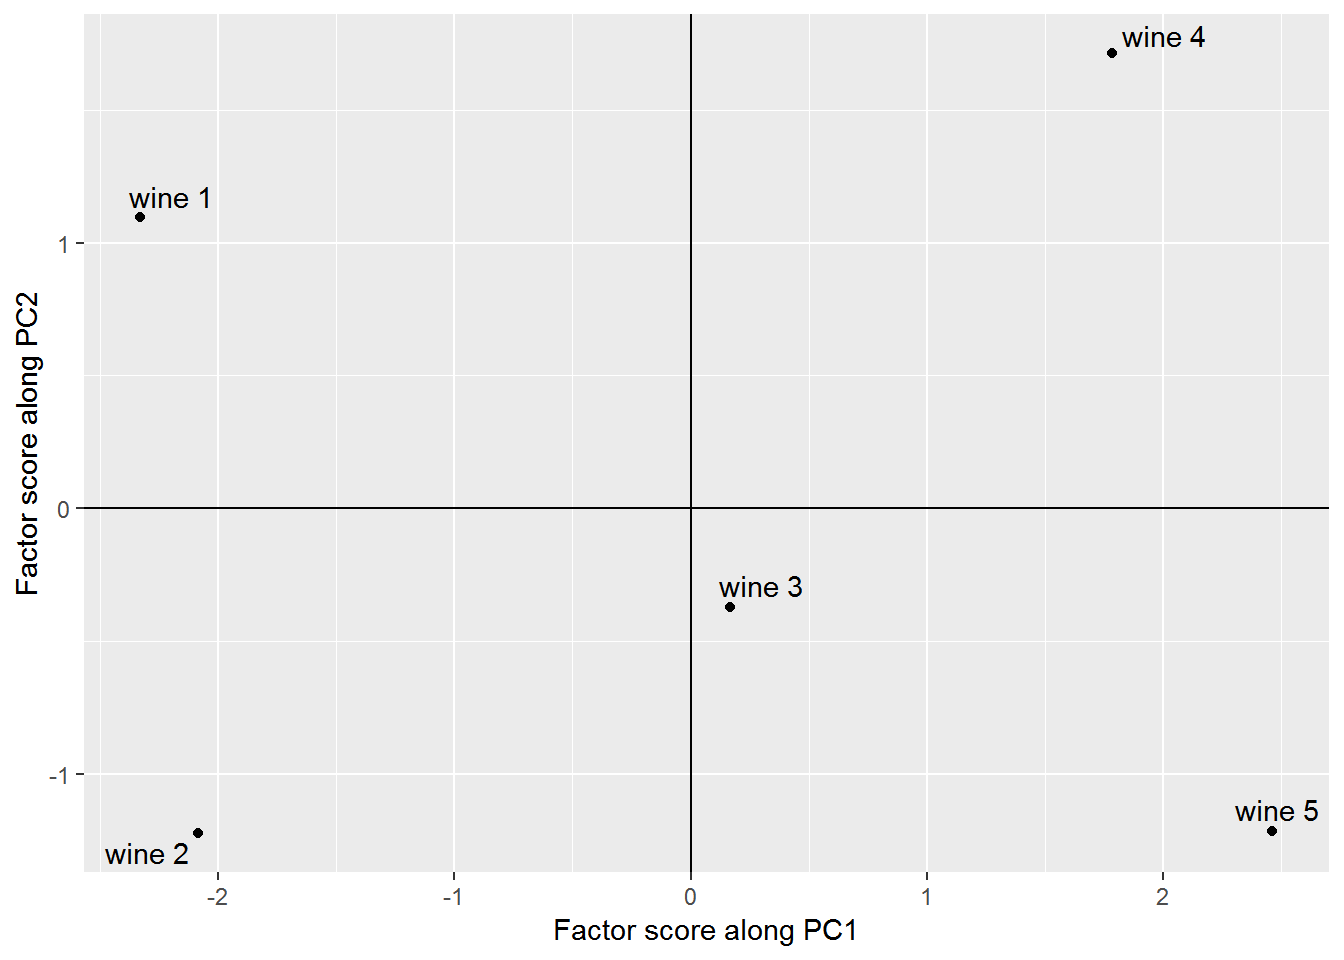 wine 4
wine 1
1
Factor score along PC2
0
wine 3
-1
wine 5
wine 2
-2
-1
0
1
2
Factor score along PC1